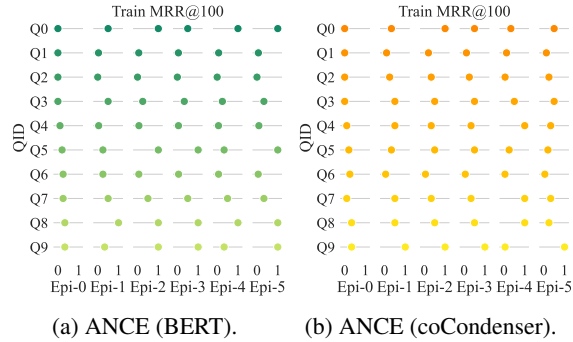 Train MRR@100
Train MRR@100
QID
Q0
Q1
Q2
Q3
Q4
Q5
Q6
Q7
Q8
Q9
0 1 0 1 0 1 0 1 0 1 0 1
Epi-0 Epi-1 Epi-2 Epi-3 Epi-4 Epi-5
(a) ANCE (BERT).
QID
Q0
Q1
Q2
Q3
Q4
Q5
Q6
Q7
Q8
Q9
0 1 0 1 0 1 0 1 0 1 0 1
Epi-0 Epi-1 Epi-2 Epi-3 Epi-4 Epi-5
(b) ANCE (coCondenser).